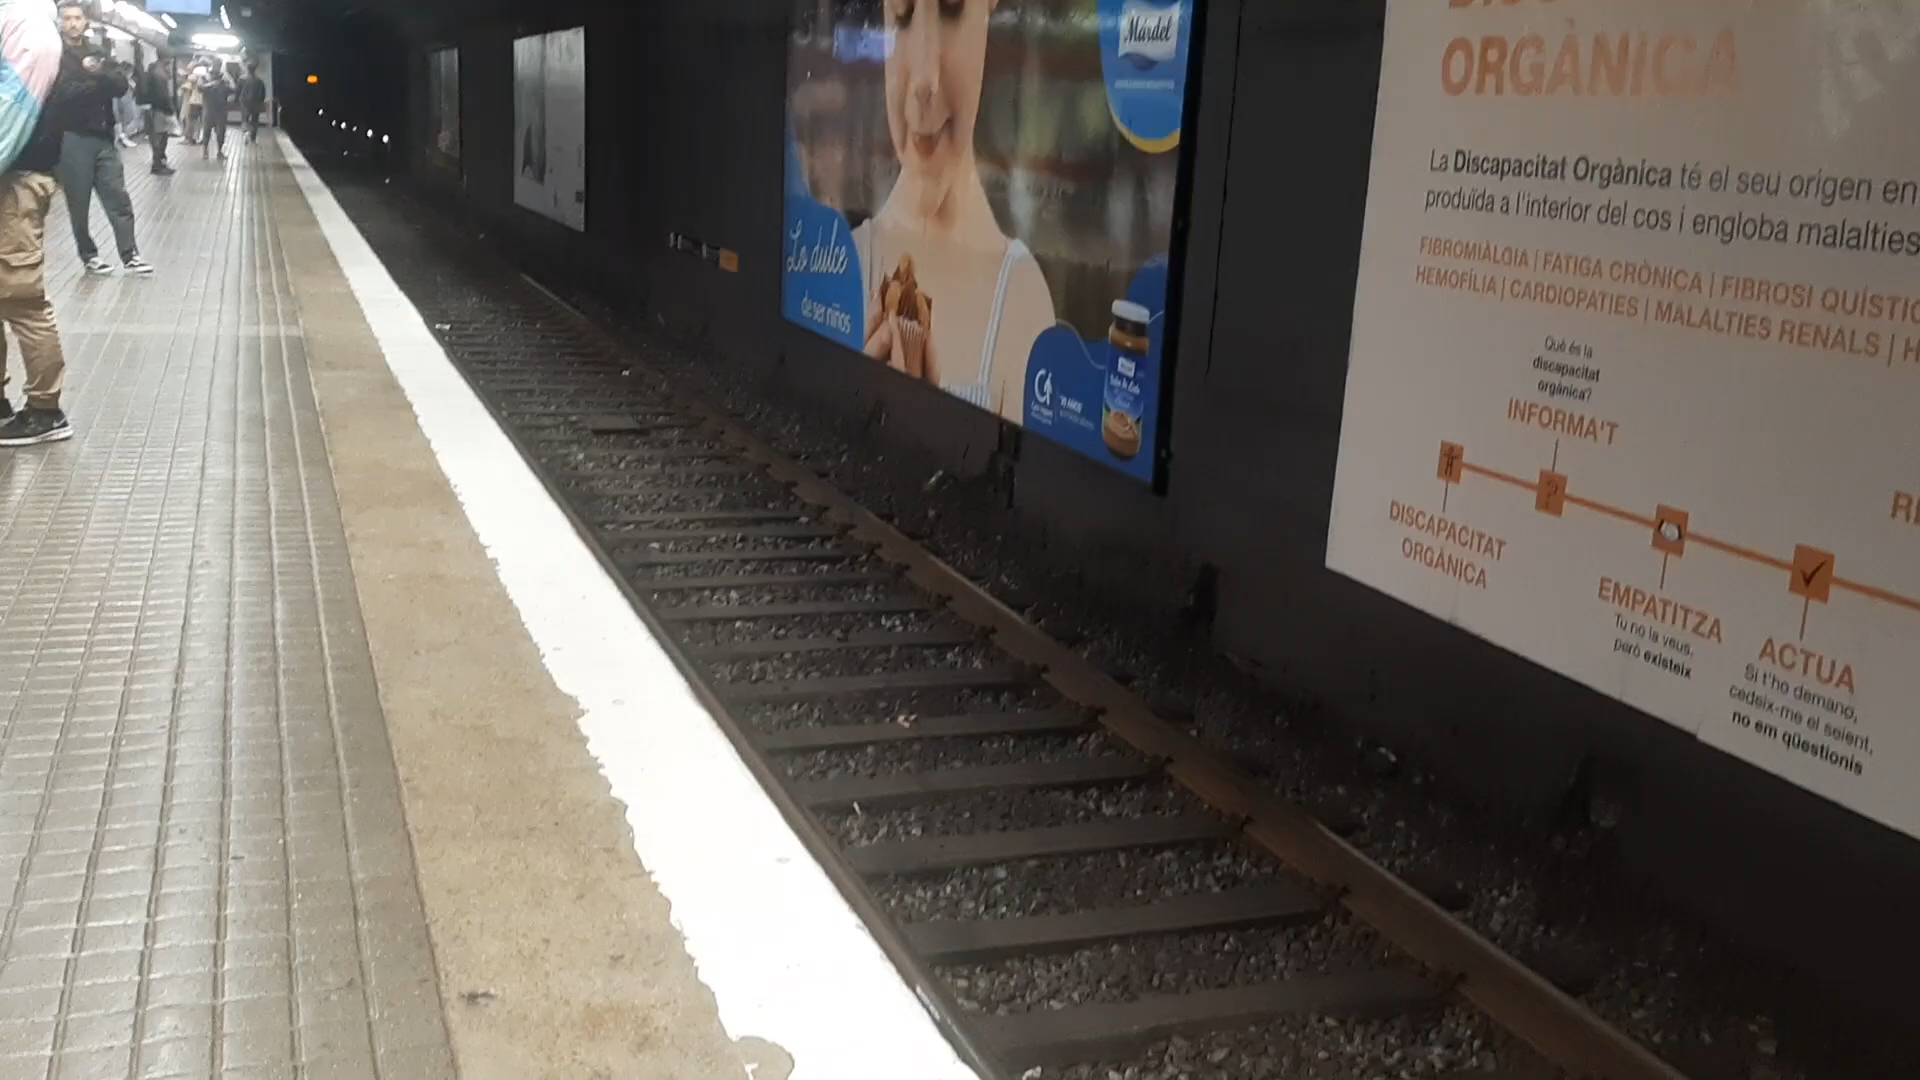 Mardel
Lo dulce
de ser niños
ORGÀNICA
La Discapacitat Orgànica té el seu origen en
produïda a l'interior del cos i engloba malalties
FIBROMIÀLGIA | FATIGA CRÒNICA | FIBROSI QUÍSTIC
HEMOFÍLIA | CARDIOPATIES | MALALTIES RENALS | H
Què és la
discapacitat
orgànica?
INFORMA'T
DISCAPACITAT
ORGÀNICA
EMPATITZA
Tu no la veus,
però existeix
ACTUA
Si t'ho demano,
cedeix-me el seient,
no em qüestionis